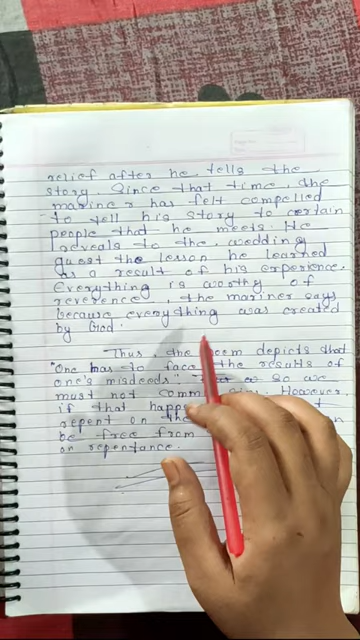 relief after he tells the
story. Since that time, the
mariner has felt compelled
to tell his story to certain
people that he meets. He
reveals to the wedding
guest the lesson he learned
as a result of his experience.
Everything is worthy of
reverence, the mariner says
because everything was created
by God.
Thus, the poem depicts that
"One has to face the results of
one's misdeeds. So we
must not However,
if that
repent on
be free from
on repentance.